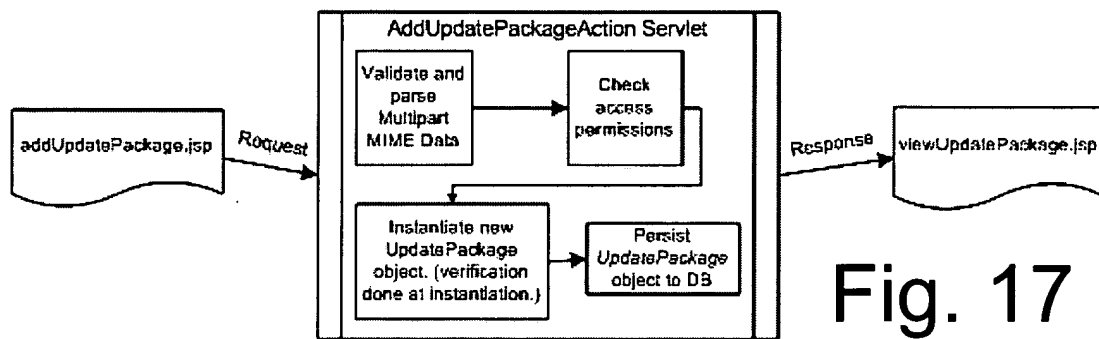 AddUpdatePackageAction Servlet
Validate and
parse
Multipart
MIME Data
Check
access
permissions
addUpdatePackage.jsp
Request
Response
viewUpdatePackage.jsp
Instantiate new
UpdatePackage
object. (verification
done at instantiation.)
Persist
UpdatePackage
object to DB
Fig. 17